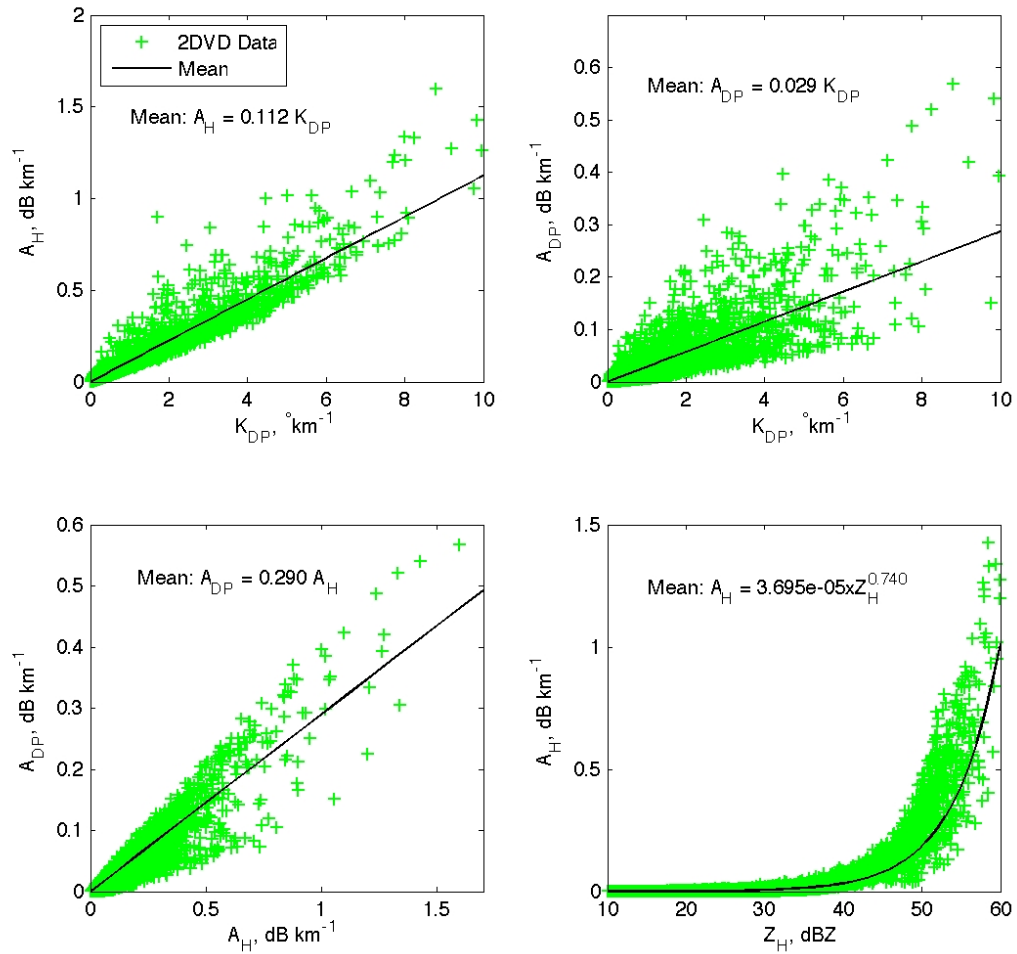 2
1.5
1
0.5
0
0 2 4 6 8 10
A_H, dB km^-1
K_DP, °km^-1
2DVD Data
Mean
Mean: A_H = 0.112 K_DP
0.6
0.5
0.4
0.3
0.2
0.1
0
0 2 4 6 8 10
A_DP, dB km^-1
K_DP, °km^-1
Mean: A_DP = 0.029 K_DP
0.6
0.5
0.4
0.3
0.2
0.1
0
0 0.5 1 1.5
A_DP, dB km^-1
A_H, dB km^-1
Mean: A_DP = 0.290 A_H
1.5
1
0.5
0
10 20 30 40 50 60
A_H, dB km^-1
Z_H, dBZ
Mean: A_H = 3.695e-05xZ_H^0.740